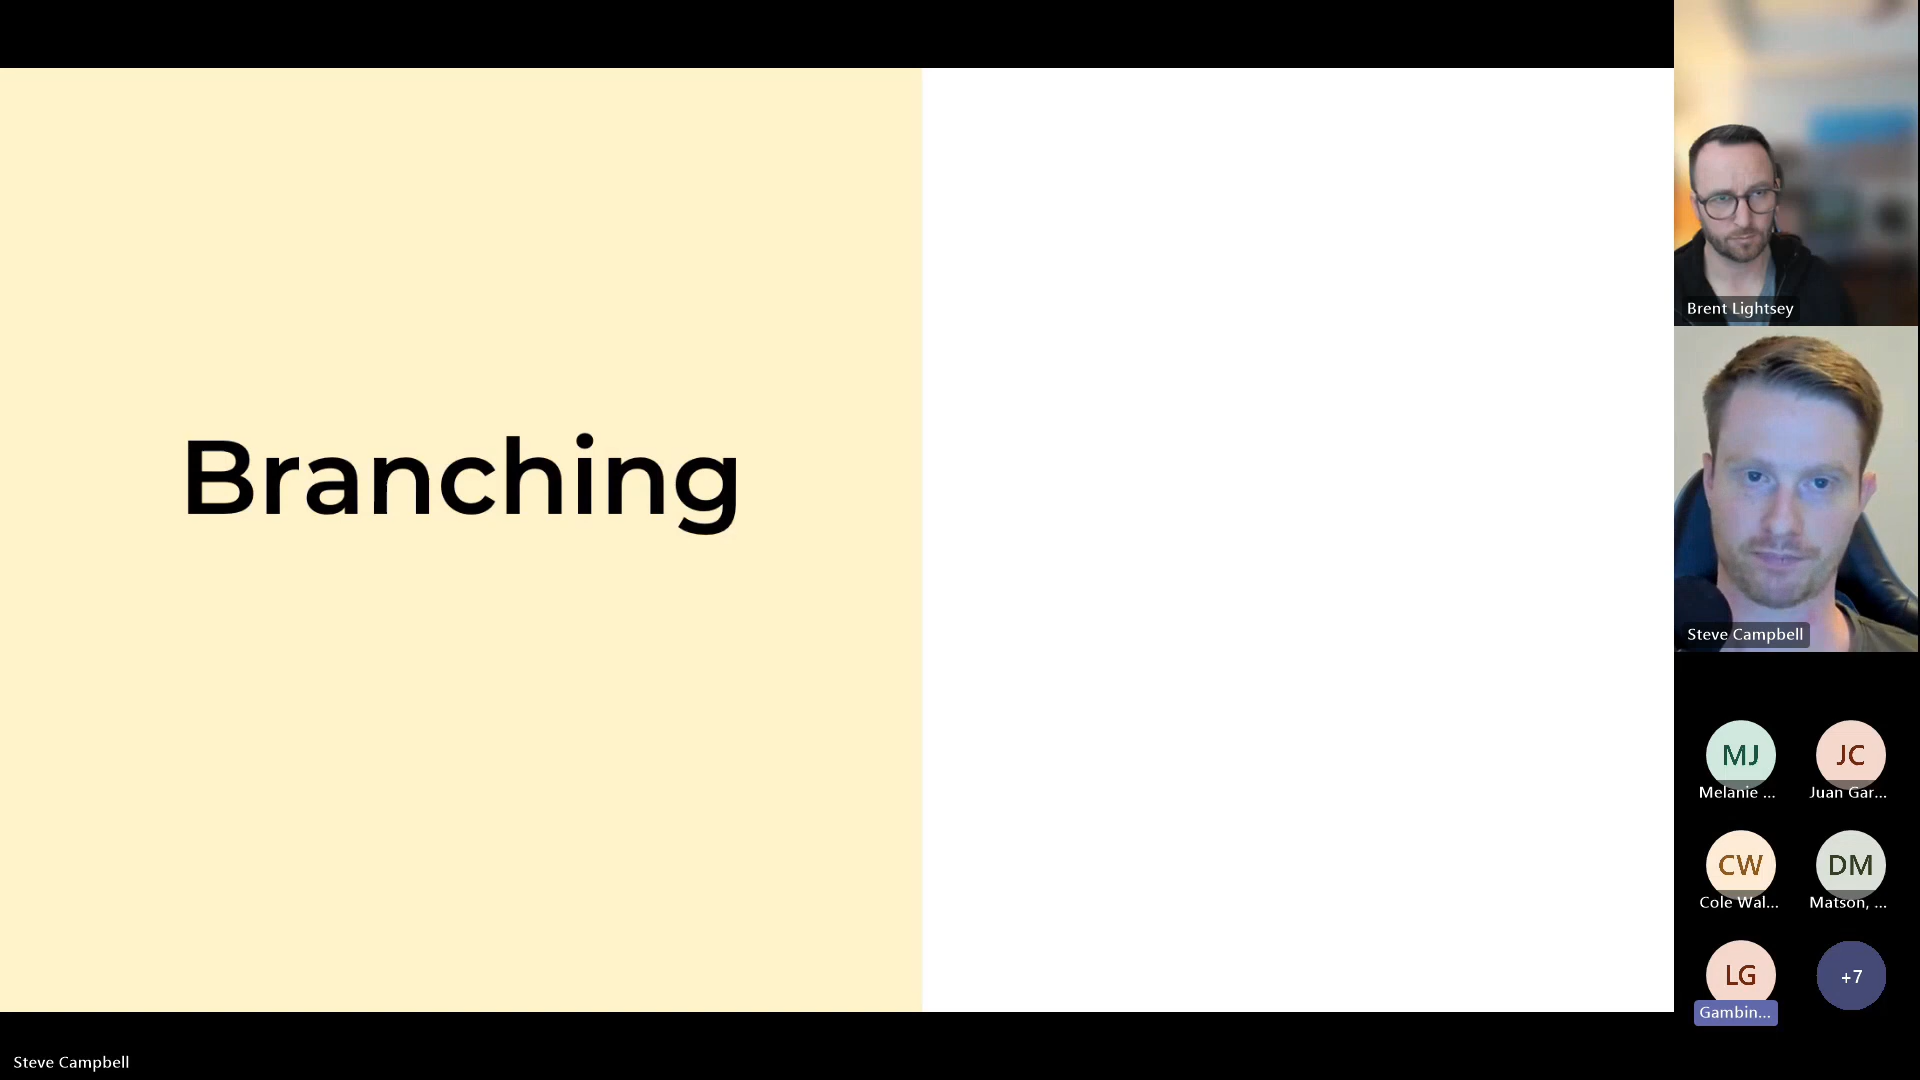 Branching
Brent Lightsey
Steve Campbell
MJ
JC
Melanie ...
Juan Gar...
CW
DM
Cole Wal...
Matson, ...
LG
+7
Gambin...
Steve Campbell